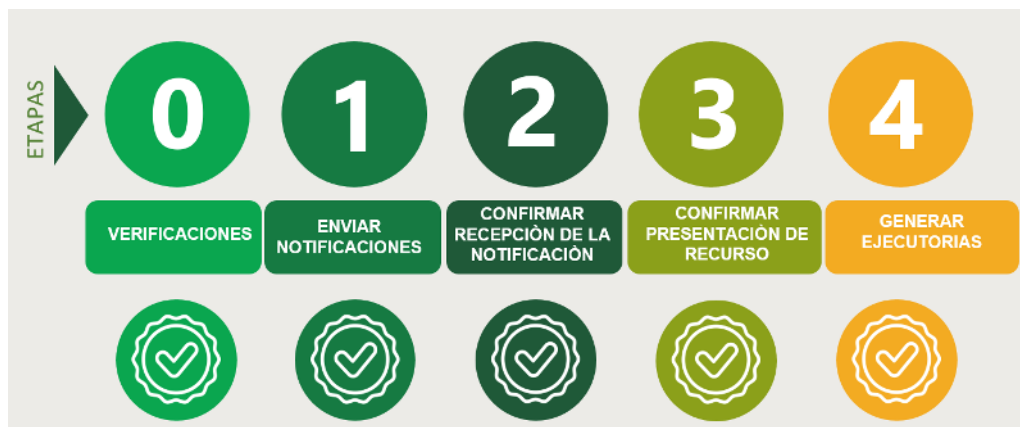 ETAPAS
0
1
2
3
4
VERIFICACIONES
ENVIAR
NOTIFICACIONES
CONFIRMAR
RECEPCIÒN DE LA
NOTIFICACIÒN
CONFIRMAR
PRESENTACIÒN DE
RECURSO
GENERAR
EJECUTORIAS